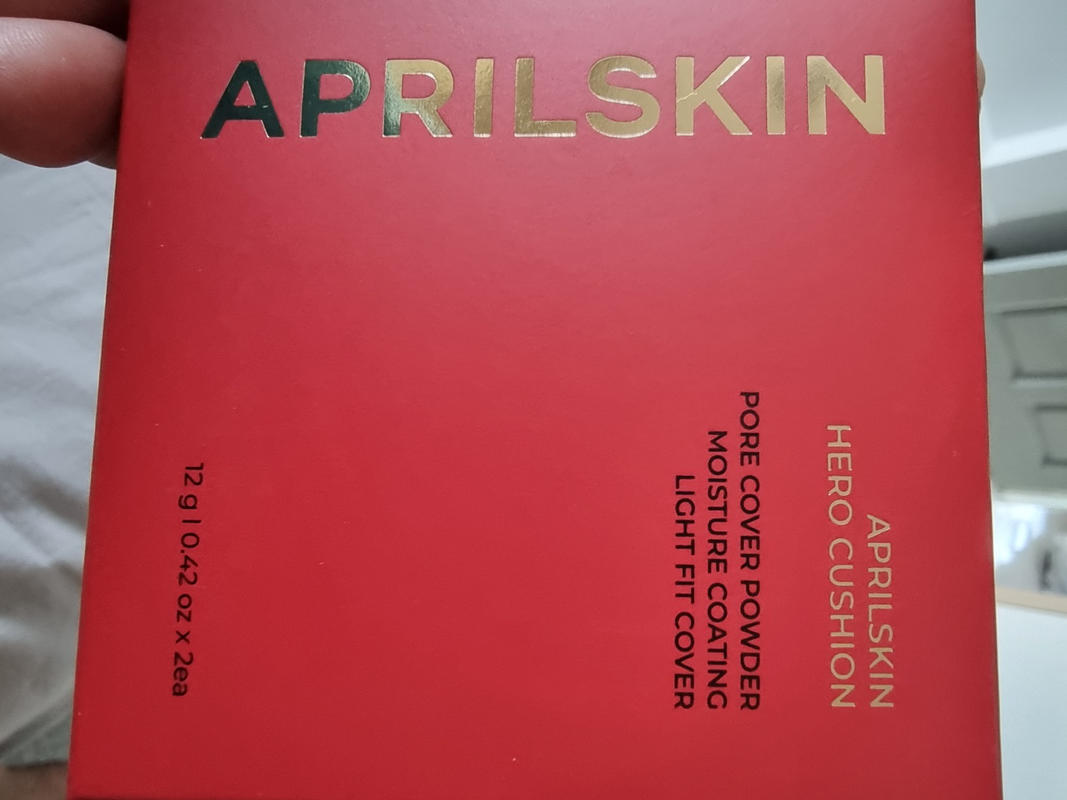 APRILSKIN
APRILSKIN
HERO CUSHION
PORE COVER POWDER
MOISTURE COATING
LIGHT FIT COVER
12 g | 0.42 oz x 2ea